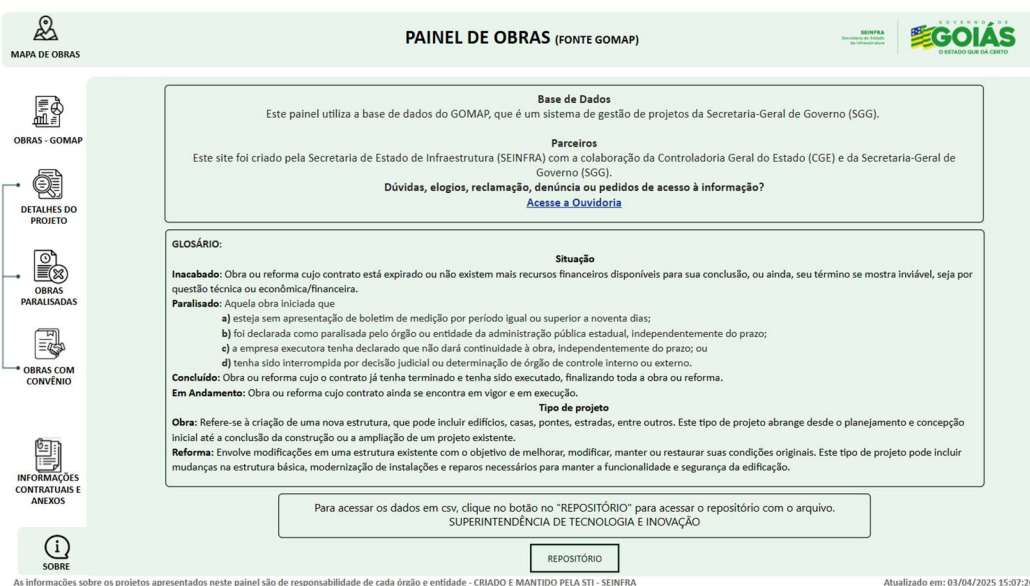 MAPA DE OBRAS
PAINEL DE OBRAS (FONTE GOMAP)
SEINFRA
Secretaria de Estado
da Infraestrutura
GOVERNO DE
GOIÁS
O ESTADO QUE DÁ CERTO
OBRAS - GOMAP
DETALHES DO
PROJETO
OBRAS
PARALISADAS
OBRAS COM
CONVÊNIO
INFORMAÇÕES
CONTRATUAIS E
ANEXOS
SOBRE
Base de Dados
Este painel utiliza a base de dados do GOMAP, que é um sistema de gestão de projetos da Secretaria-Geral de Governo (SGG).
Parceiros
Este site foi criado pela Secretaria de Estado de Infraestrutura (SEINFRA) com a colaboração da Controladoria Geral do Estado (CGE) e da Secretaria-Geral de
Governo (SGG).
Dúvidas, elogios, reclamação, denúncia ou pedidos de acesso à informação?
Acesse a Ouvidoria
GLOSÁRIO:
Situação
Inacabado: Obra ou reforma cujo contrato está expirado ou não existem mais recursos financeiros disponíveis para sua conclusão, ou ainda, seu término se mostra inviável, seja por
questão técnica ou econômica/financeira.
Paralisado: Aquela obra iniciada que
a) esteja sem apresentação de boletim de medição por período igual ou superior a noventa dias;
b) foi declarada como paralisada pelo órgão ou entidade da administração pública estadual, independentemente do prazo;
c) a empresa executora tenha declarado que não dará continuidade à obra, independentemente do prazo; ou
d) tenha sido interrompida por decisão judicial ou determinação de órgão de controle interno ou externo.
Concluído: Obra ou reforma cujo o contrato já tenha terminado e tenha sido executado, finalizando toda a obra ou reforma.
Em Andamento: Obra ou reforma cujo contrato ainda se encontra em vigor e em execução.
Tipo de projeto
Obra: Refere-se à criação de uma nova estrutura, que pode incluir edifícios, casas, pontes, estradas, entre outros. Este tipo de projeto abrange desde o planejamento e concepção
inicial até a conclusão da construção ou a ampliação de um projeto existente.
Reforma: Envolve modificações em uma estrutura existente com o objetivo de melhorar, modificar, manter ou restaurar suas condições originais. Este tipo de projeto pode incluir
mudanças na estrutura básica, modernização de instalações e reparos necessários para manter a funcionalidade e segurança da edificação.
Para acessar os dados em csv, clique no botão no "REPOSITÓRIO" para acessar o repositório com o arquivo.
SUPERINTENDÊNCIA DE TECNOLOGIA E INOVAÇÃO
REPOSITÓRIO
As informações sobre os projetos apresentados neste painel são de responsabilidade de cada órgão e entidade - CRIADO E MANTIDO PELA STI - SEINFRA
Atualizado em: 03/04/2025 15:07:20